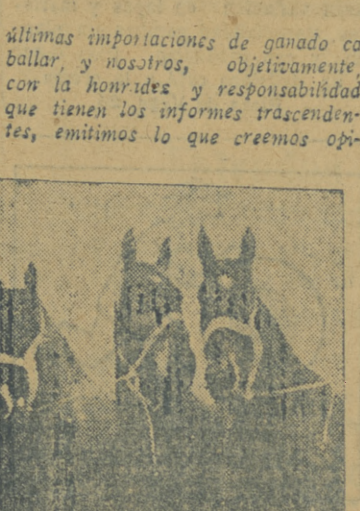 últimas importaciones de ganado ca
ballar, y nosotros, objetivamente
con la honradez y responsabilidad
que tienen los informes trascenden-
tes, emitimos lo que creemos opi-